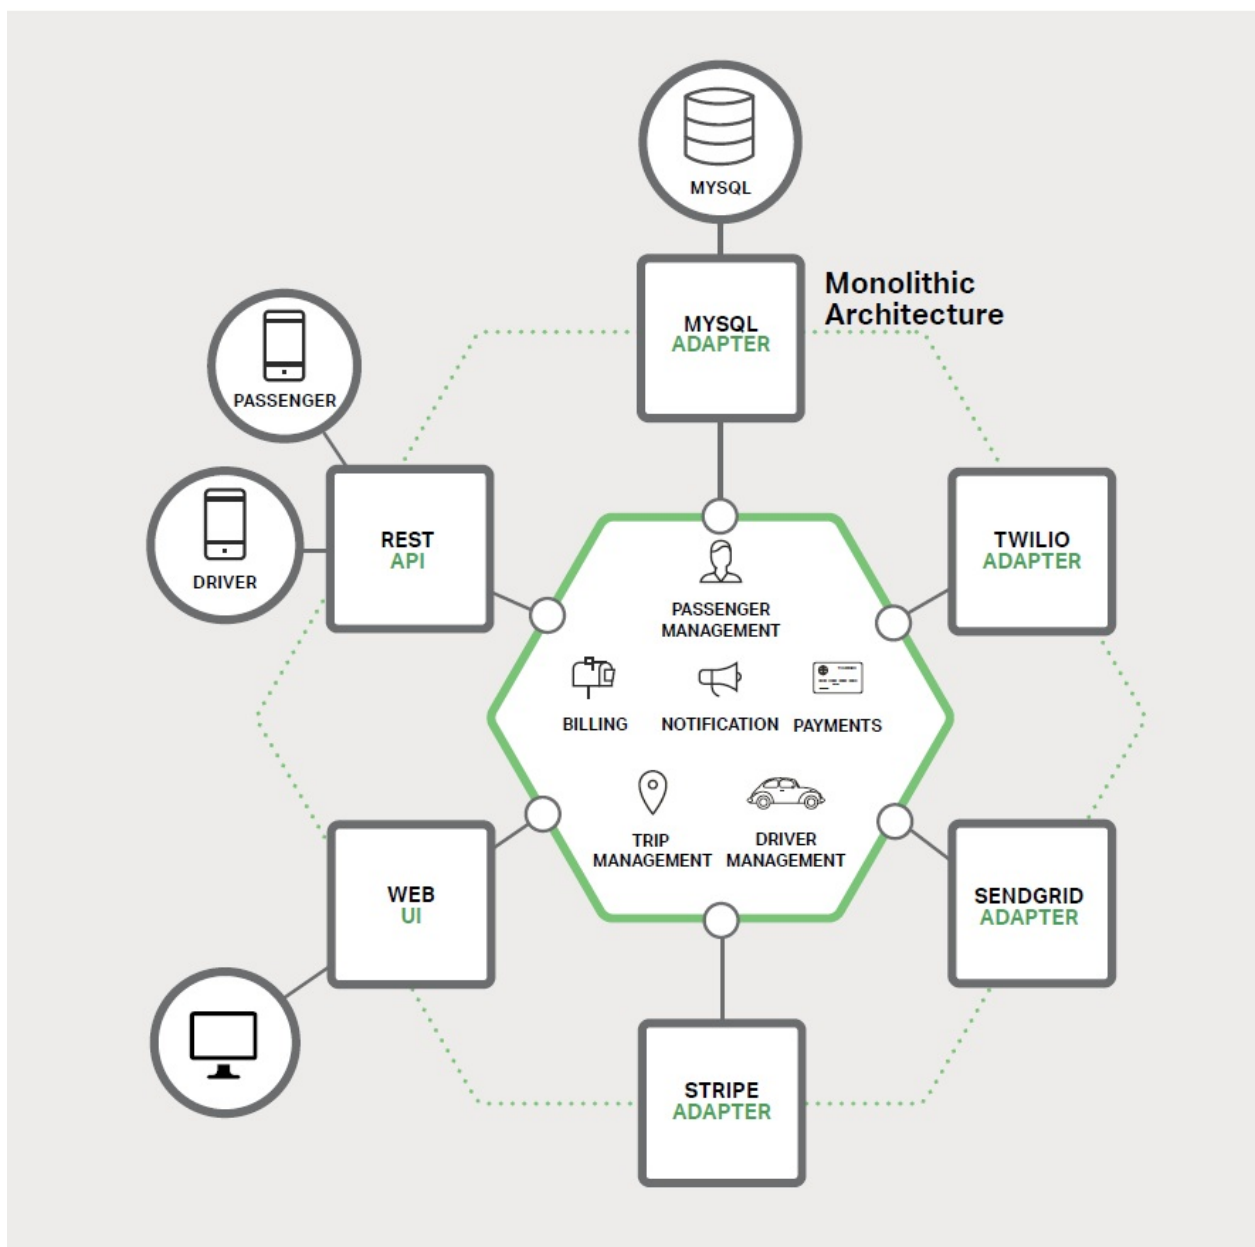 MYSQL
Monolithic
Architecture
MYSQL
ADAPTER
PASSENGER
DRIVER
REST
API
TWILIO
ADAPTER
PASSENGER
MANAGEMENT
BILLING
NOTIFICATION
PAYMENTS
TRIP
MANAGEMENT
DRIVER
MANAGEMENT
WEB
UI
SENDGRID
ADAPTER
STRIPE
ADAPTER